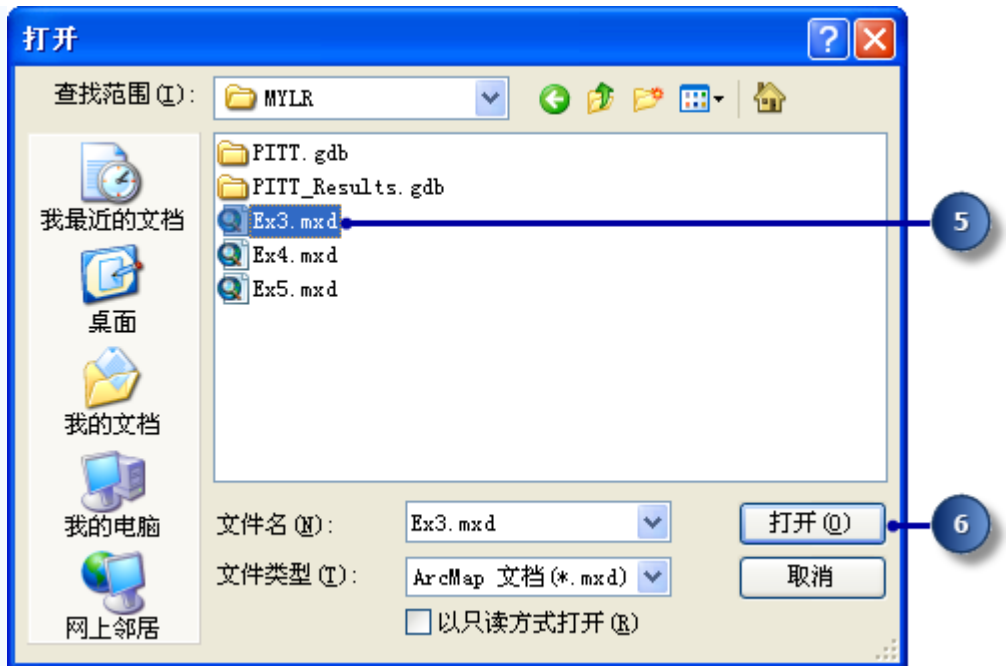 打开
查找范围(I):
MYLR
PITT.gdb
PITT_Results.gdb
Ex3.mxd
5
Ex4.mxd
Ex5.mxd
我最近的文档
桌面
我的文档
我的电脑
网上邻居
文件名(N):
Ex3.mxd
打开(O)
6
文件类型(T):
ArcMap 文档(*.mxd)
取消
以只读方式打开(R)